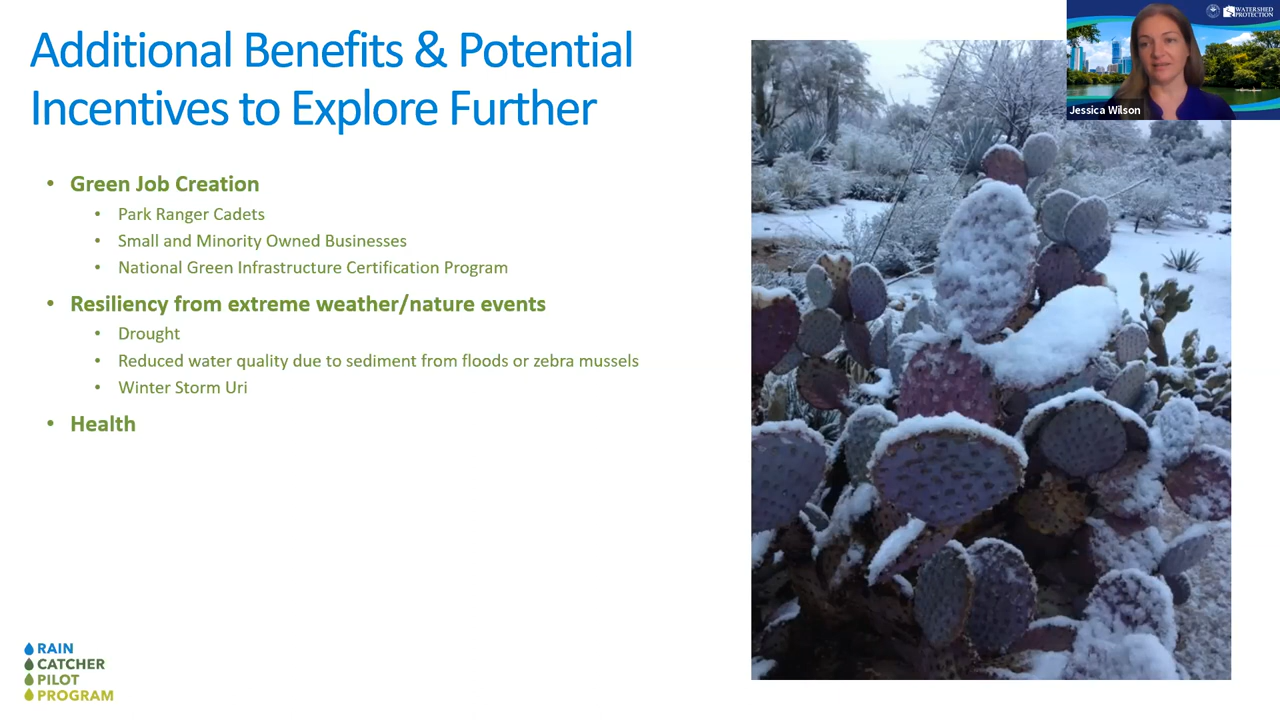 Additional Benefits & Potential
Incentives to Explore Further
• Green Job Creation
• Park Ranger Cadets
• Small and Minority Owned Businesses
• National Green Infrastructure Certification Program
• Resiliency from extreme weather/nature events
• Drought
• Reduced water quality due to sediment from floods or zebra mussels
• Winter Storm Uri
• Health
WATERSHED
PROTECTION
Jessica Wilson
RAIN
CATCHER
PILOT
PROGRAM